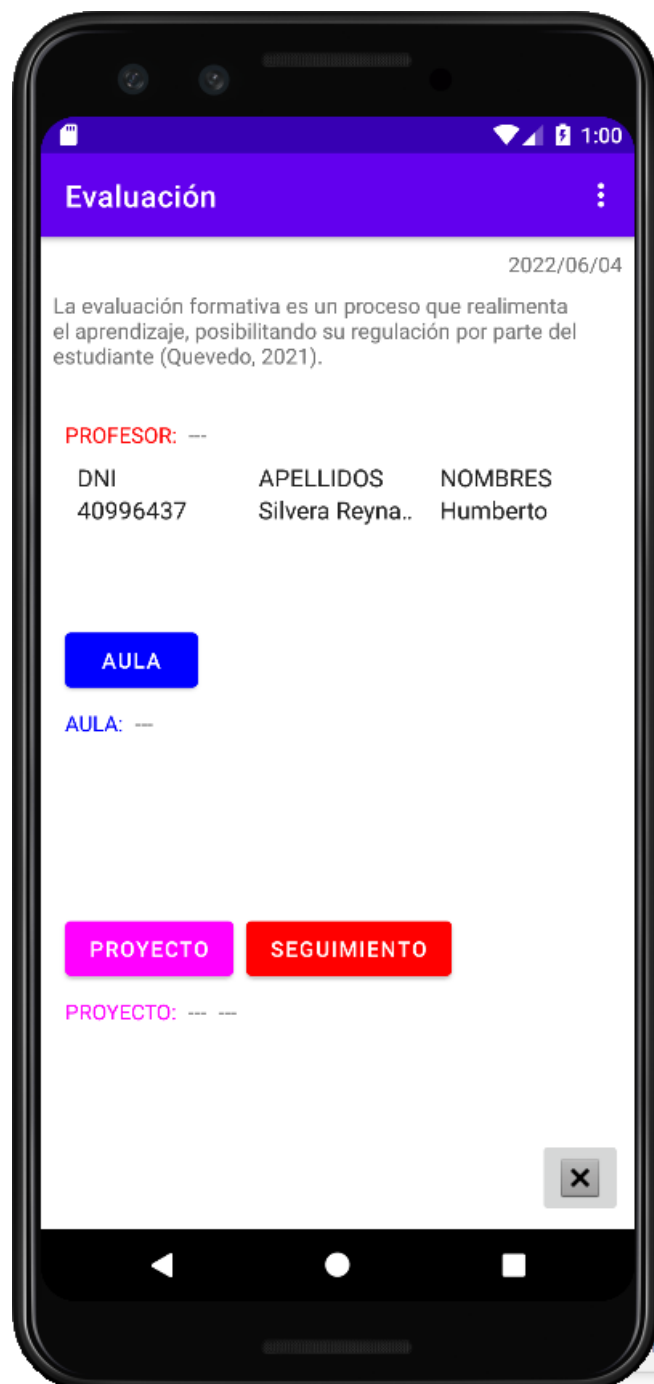 1:00
Evaluación
2022/06/04
La evaluación formativa es un proceso que realimenta
el aprendizaje, posibilitando su regulación por parte del
estudiante (Quevedo, 2021).
PROFESOR: ---
DNI APELLIDOS NOMBRES
40996437 Silvera Reyna.. Humberto
AULA
AULA: ---
PROYECTO SEGUIMIENTO
PROYECTO: --- ---